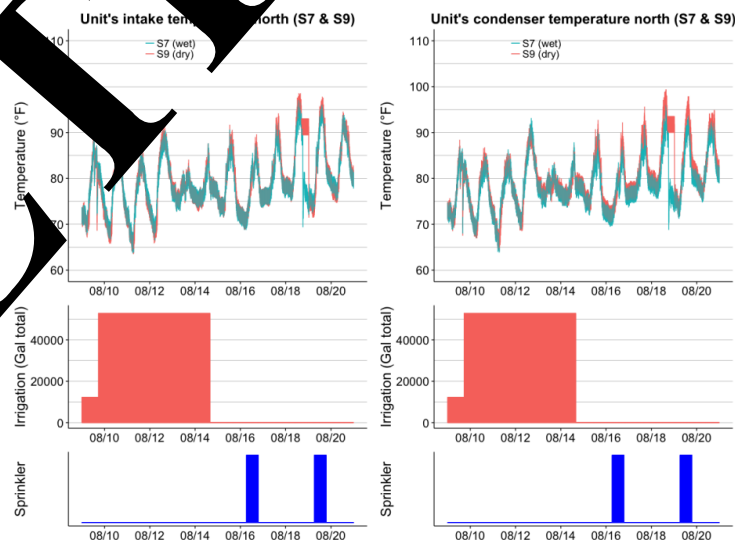 Unit's intake north (S7 & S9)
Unit's condenser temperature north (S7 & S9)
S7 (wet)
S9 (dry)
S7 (wet)
S9 (dry)
Temperature (°F)
90
80
70
60
08/10 08/12 08/14 08/16 08/18 08/20
Temperature (°F)
110
100
90
80
70
60
08/10 08/12 08/14 08/16 08/18 08/20
Irrigation (Gal total)
40000
20000
0
08/10 08/12 08/14 08/16 08/18 08/20
Irrigation (Gal total)
40000
20000
0
08/10 08/12 08/14 08/16 08/18 08/20
Sprinkler
08/10 08/12 08/14 08/16 08/18 08/20
Sprinkler
08/10 08/12 08/14 08/16 08/18 08/20